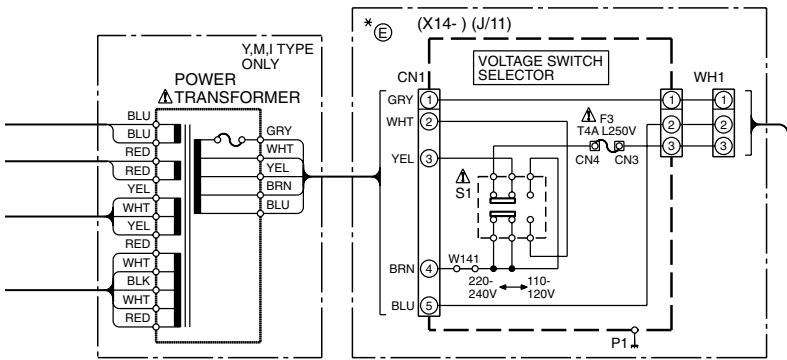 Y,M,I TYPE
ONLY
POWER
⚠TRANSFORMER
BLU
BLU
RED
RED
YEL
WHT
YEL
RED
WHT
BLK
WHT
RED
GRY
WHT
YEL
BRN
BLU
* Ⓔ (X14- ) (J/11)
VOLTAGE SWITCH
SELECTOR
CN1
WH1
GRY 1
WHT 2
YEL 3
BRN 4
BLU 5
⚠ F3
T4A L250V
CN4 CN3
1 1
2 2
3 3
⚠
S1
W141
220-
240V
110-
120V
P1